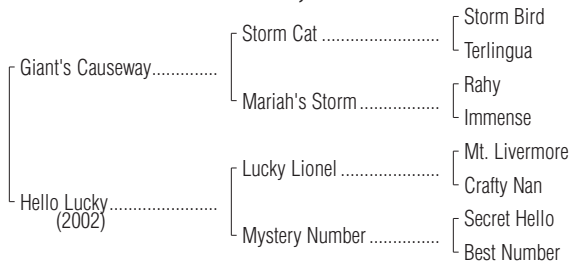 Storm Bird
Storm Cat ..........................
Terlingua
Giant's Causeway..............
Rahy
Mariah's Storm..................
Immense
Mt. Livermore
Lucky Lionel ......................
Crafty Nan
Hello Lucky.......................
(2002)
Secret Hello
Mystery Number ...............
Best Number